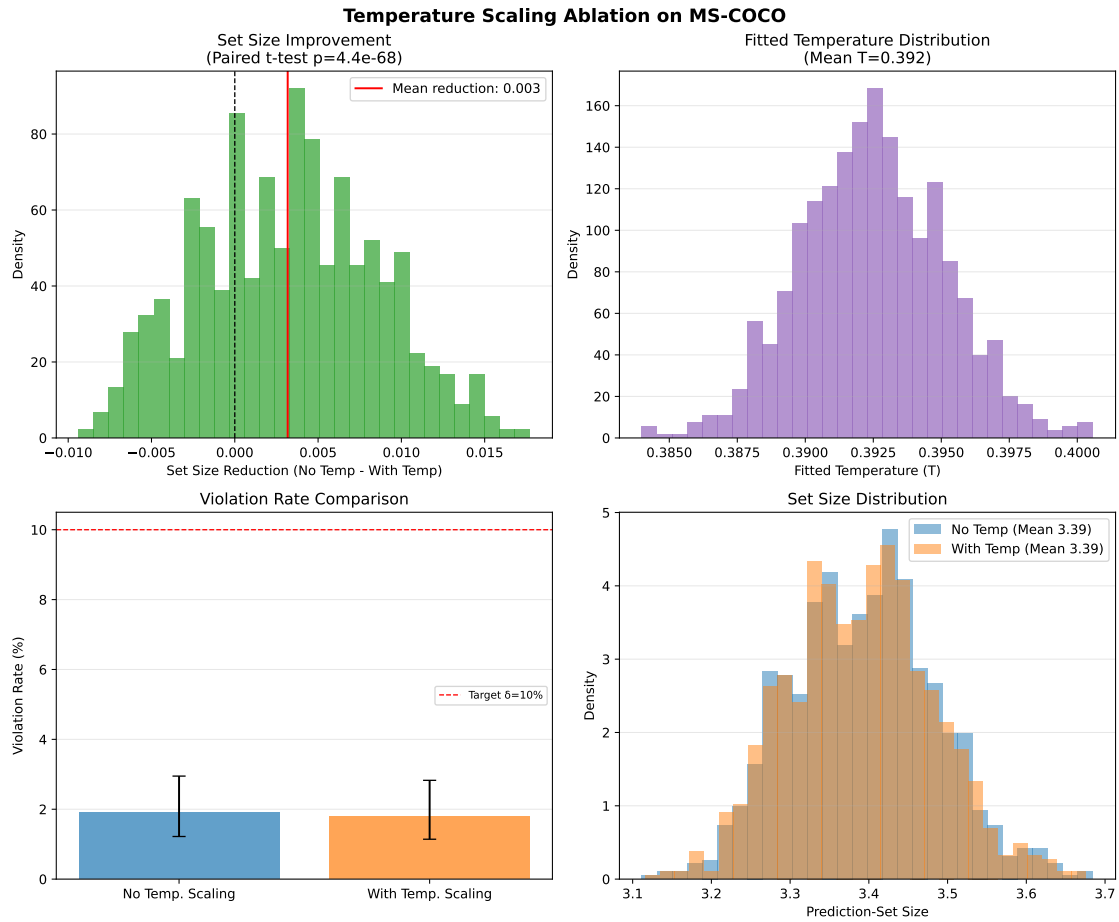 Temperature Scaling Ablation on MS-COCO
Set Size Improvement
(Paired t-test p=4.4e-68)
Mean reduction: 0.003
Density
80
60
40
20
0
−0.010
−0.005
0.000
0.005
0.010
0.015
Set Size Reduction (No Temp - With Temp)
Fitted Temperature Distribution
(Mean T=0.392)
Density
160
140
120
100
80
60
40
20
0
0.3850
0.3875
0.3900
0.3925
0.3950
0.3975
0.4000
Fitted Temperature (T)
Violation Rate Comparison
Violation Rate (%)
10
8
6
4
2
0
Target δ=10%
No Temp. Scaling
With Temp. Scaling
Set Size Distribution
No Temp (Mean 3.39)
With Temp (Mean 3.39)
Density
5
4
3
2
1
0
3.1
3.2
3.3
3.4
3.5
3.6
3.7
Prediction-Set Size